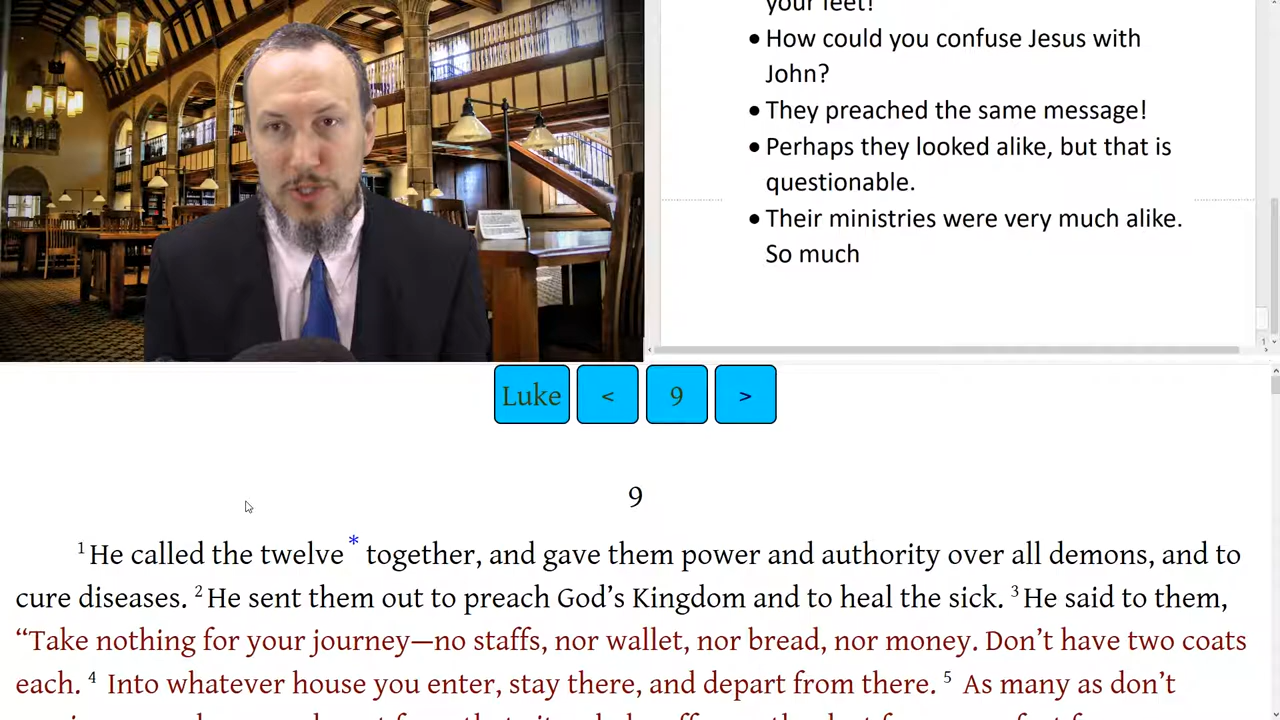 your feet!
• How could you confuse Jesus with
John?
• They preached the same message!
• Perhaps they looked alike, but that is
questionable.
• Their ministries were very much alike.
So much
Luke < 9 >
9
1 He called the twelve * together, and gave them power and authority over all demons, and to
cure diseases. 2 He sent them out to preach God’s Kingdom and to heal the sick. 3 He said to them,
“Take nothing for your journey—no staffs, nor wallet, nor bread, nor money. Don’t have two coats
each. 4 Into whatever house you enter, stay there, and depart from there. 5 As many as don’t